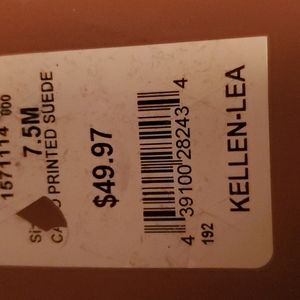 1571114 000
7.5M
PRINTED SUEDE
$49.97
4 39100 28243 4
192
KELLEN-LEA